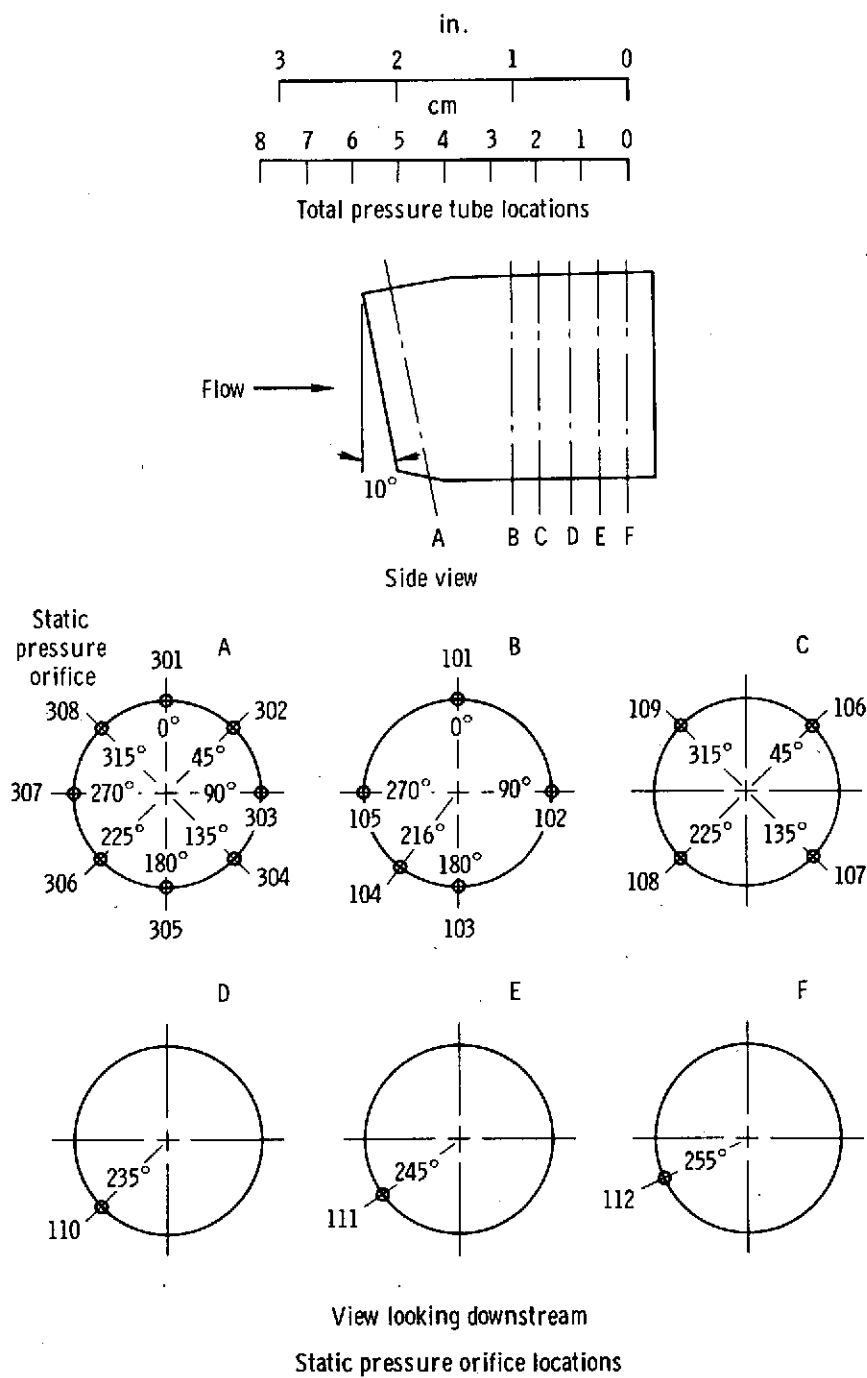 in.
3 2 1 0
cm
8 7 6 5 4 3 2 1 0
Total pressure tube locations
Flow
10°
A B C D E F
Side view
Static
pressure
orifice
A
301
308
302
0°
315°
45°
307
270°
90°
303
225°
135°
306
180°
304
305
B
101
0°
270°
90°
105
102
216°
104
180°
103
C
109
106
315°
45°
225°
135°
108
107
D
235°
110
E
245°
111
F
255°
112
View looking downstream
Static pressure orifice locations